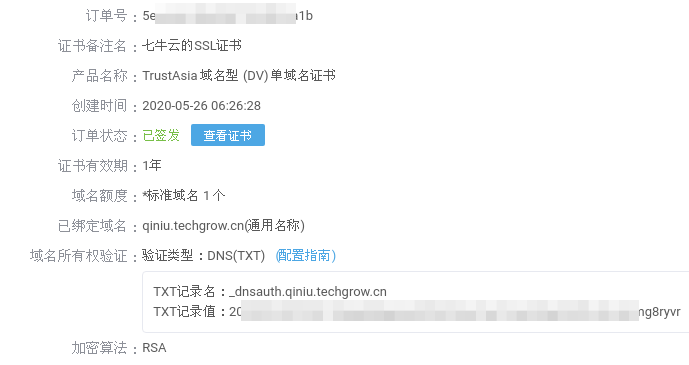 订单号：5e 1b
证书备注名：七牛云的SSL证书
产品名称：TrustAsia 域名型 (DV) 单域名证书
创建时间：2020-05-26 06:26:28
订单状态：已签发 查看证书
证书有效期：1年
域名额度：*标准域名 1 个
已绑定域名：qiniu.techgrow.cn(通用名称)
域名所有权验证：验证类型：DNS(TXT) (配置指南)
TXT记录名：_dnsauth.qiniu.techgrow.cn
TXT记录值：20 ng8ryvr
加密算法：RSA